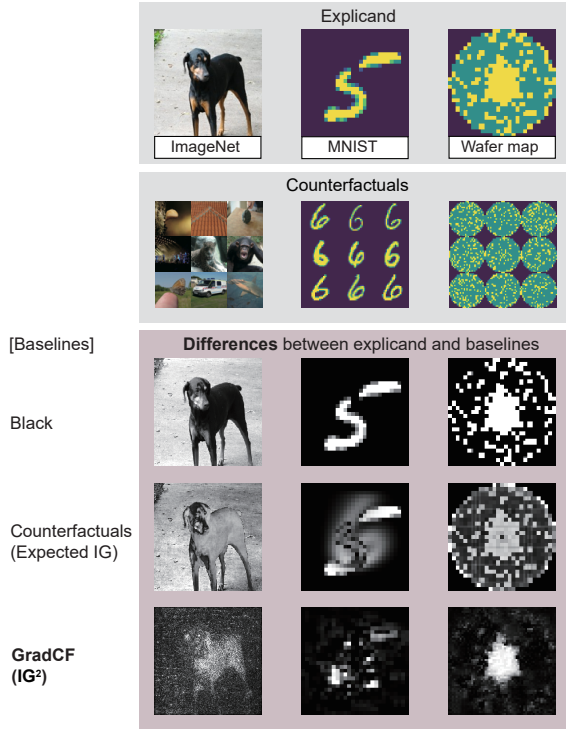 Explicand
ImageNet
MNIST
Wafer map
Counterfactuals
[Baselines]
Differences between explicand and baselines
Black
Counterfactuals
(Expected IG)
GradCF
(IG²)